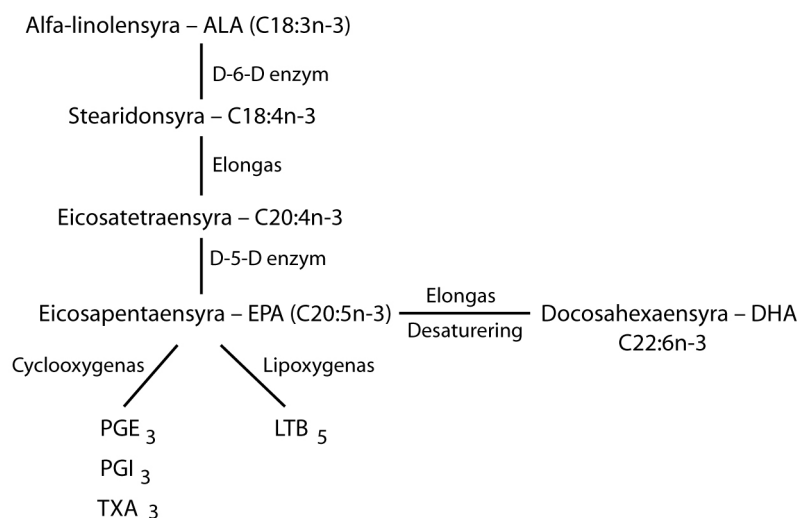 Alfa-linolensyra – ALA (C18:3n-3)
D-6-D enzym
Stearidonsyra – C18:4n-3
Elongas
Eicosatetraensyra – C20:4n-3
D-5-D enzym
Eicosapentaensyra – EPA (C20:5n-3)
Elongas
Desaturering
Docosahexaensyra – DHA
C22:6n-3
Cyclooxygenas
Lipoxygenas
PGE 3
LTB 5
PGI 3
TXA 3